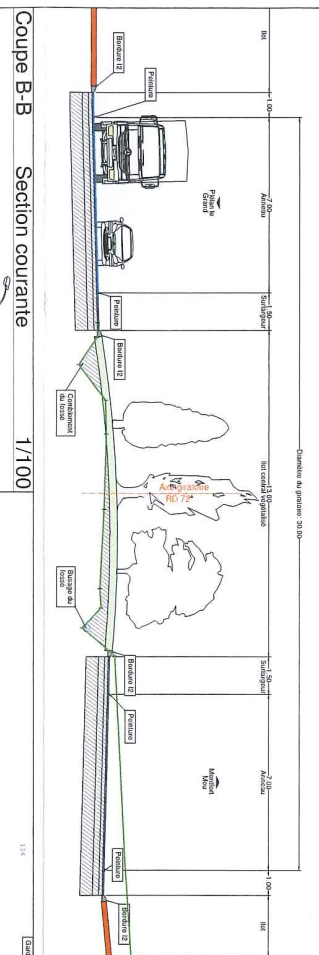 Diamètre du giratoire: 30.00
Ilot
1.00
7.00
Anneau
1.50
Surlargeur
13.00
Ilot central végétalisé
1.50
Surlargeur
7.00
Anneau
1.00
Ilot
Plélan le
Grand
Montfort
Meu
Axe giratoire
RD 72
Bordure I2
Peinture
Peinture
Bordure I2
Comblement
du fossé
Busage du
fossé
Bordure I2
Peinture
Peinture
Bordure I2
Coupe B-B Section courante 1/100